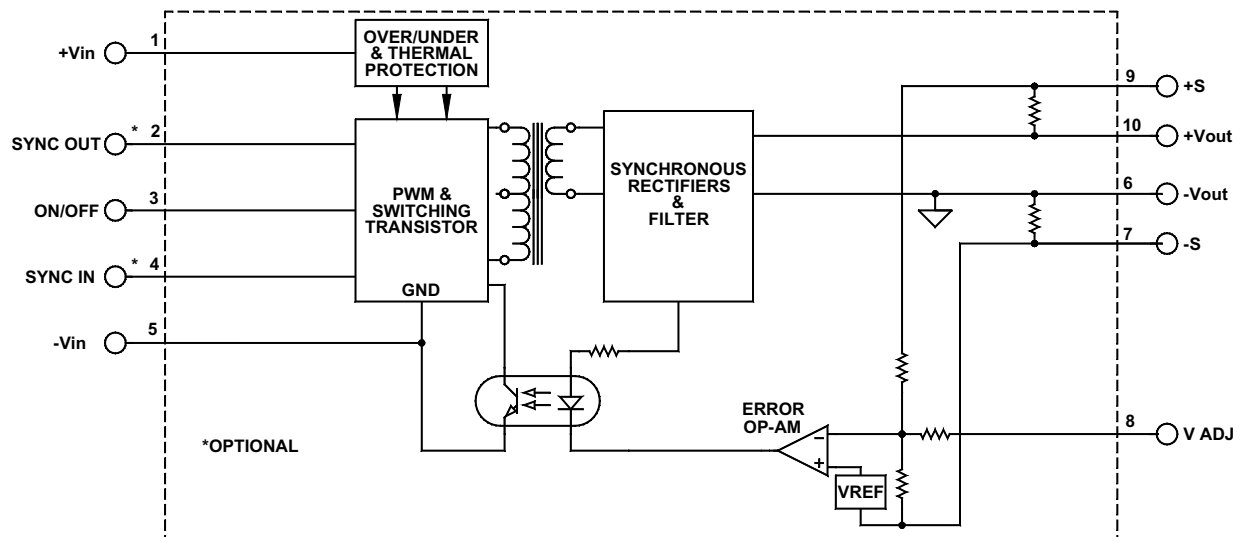 1
+Vin
OVER/UNDER
& THERMAL
PROTECTION
9
+S
* 2
SYNC OUT
10
+Vout
SYNCHRONOUS
RECTIFIERS
&
FILTER
PWM &
SWITCHING
TRANSISTOR
6
-Vout
3
ON/OFF
7
-S
* 4
SYNC IN
GND
5
-Vin
ERROR
OP-AM
8
V ADJ
*OPTIONAL
−
+
VREF